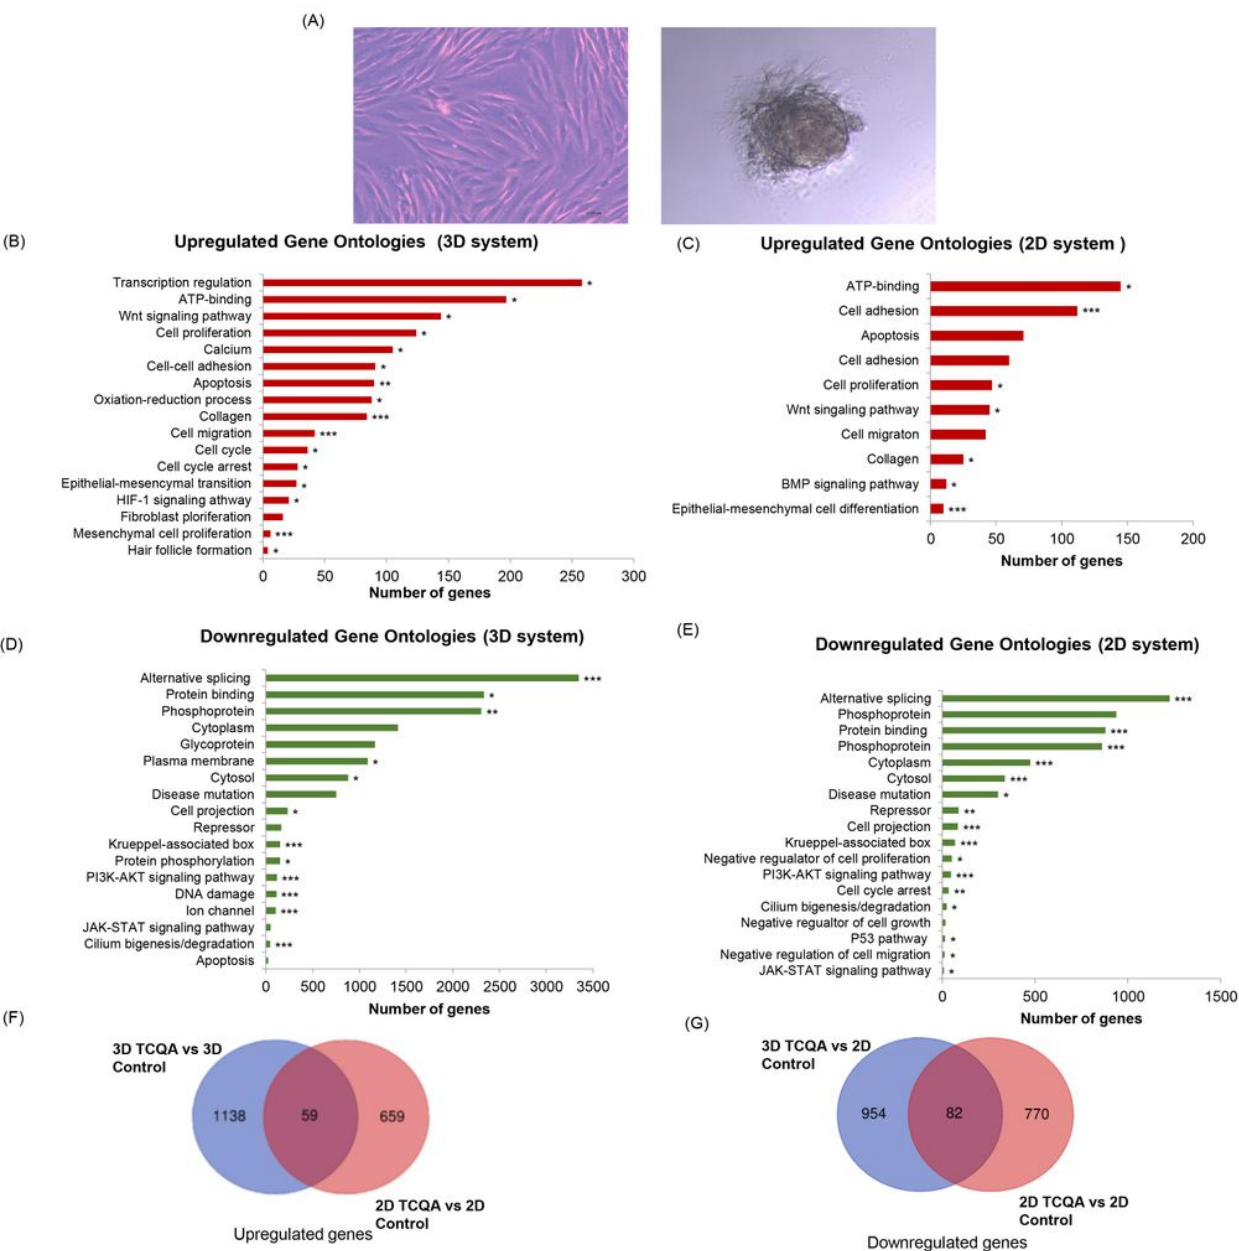 (A)
(B)
Upregulated Gene Ontologies (3D system)
Transcription regulation *
ATP-binding *
Wnt signaling pathway *
Cell proliferation *
Calcium *
Cell-cell adhesion *
Apoptosis **
Oxiation-reduction process *
Collagen ***
Cell migration ***
Cell cycle *
Cell cycle arrest *
Epithelial-mesencymal transition *
HIF-1 signaling athway *
Fibroblast ploriferation
Mesenchymal cell proliferation ***
Hair follicle formation *
0 50 100 150 200 250 300
Number of genes
(C)
Upregulated Gene Ontologies (2D system )
ATP-binding *
Cell adhesion ***
Apoptosis
Cell adhesion
Cell proliferation *
Wnt singaling pathway *
Cell migraton
Collagen *
BMP signaling pathway *
Epithelial-mesenchymal cell differentiation ***
0 50 100 150 200
Number of genes
(D)
Downregulated Gene Ontologies (3D system)
Alternative splicing ***
Protein binding *
Phosphoprotein **
Cytoplasm
Glycoprotein
Plasma membrane *
Cytosol *
Disease mutation
Cell projection *
Repressor
Krueppel-associated box ***
Protein phosphorylation *
PI3K-AKT signaling pathway ***
DNA damage ***
Ion channel ***
JAK-STAT signaling pathway
Cilium bigenesis/degradation ***
Apoptosis
0 500 1000 1500 2000 2500 3000 3500
Number of genes
(E)
Downregulated Gene Ontologies (2D system)
Alternative splicing ***
Phosphoprotein
Protein binding ***
Phosphoprotein ***
Cytoplasm ***
Cytosol ***
Disease mutation *
Repressor **
Cell projection ***
Krueppel-associated box ***
Negative regualator of cell proliferation *
PI3K-AKT signaling pathway ***
Cell cycle arrest **
Cilium bigenesis/degradation *
Negative regualtor of cell growth
P53 pathway *
Negative regulation of cell migration *
JAK-STAT signaling pathway *
0 500 1000 1500
Number of genes
(F)
3D TCQA vs 3D
Control
1138 59 659
2D TCQA vs 2D
Control
Upregulated genes
(G)
3D TCQA vs 2D
Control
954 82 770
2D TCQA vs 2D
Control
Downregulated genes